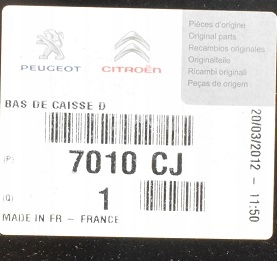 PEUGEOT
CITROËN
Pièces d'origine
Original parts
Recambios originales
Originalteile
Ricambi originali
Peças de origem
BAS DE CAISSE D
(P)
7010 CJ
(Q)
1
MADE IN FR - FRANCE
20/03/2012 - 11:50